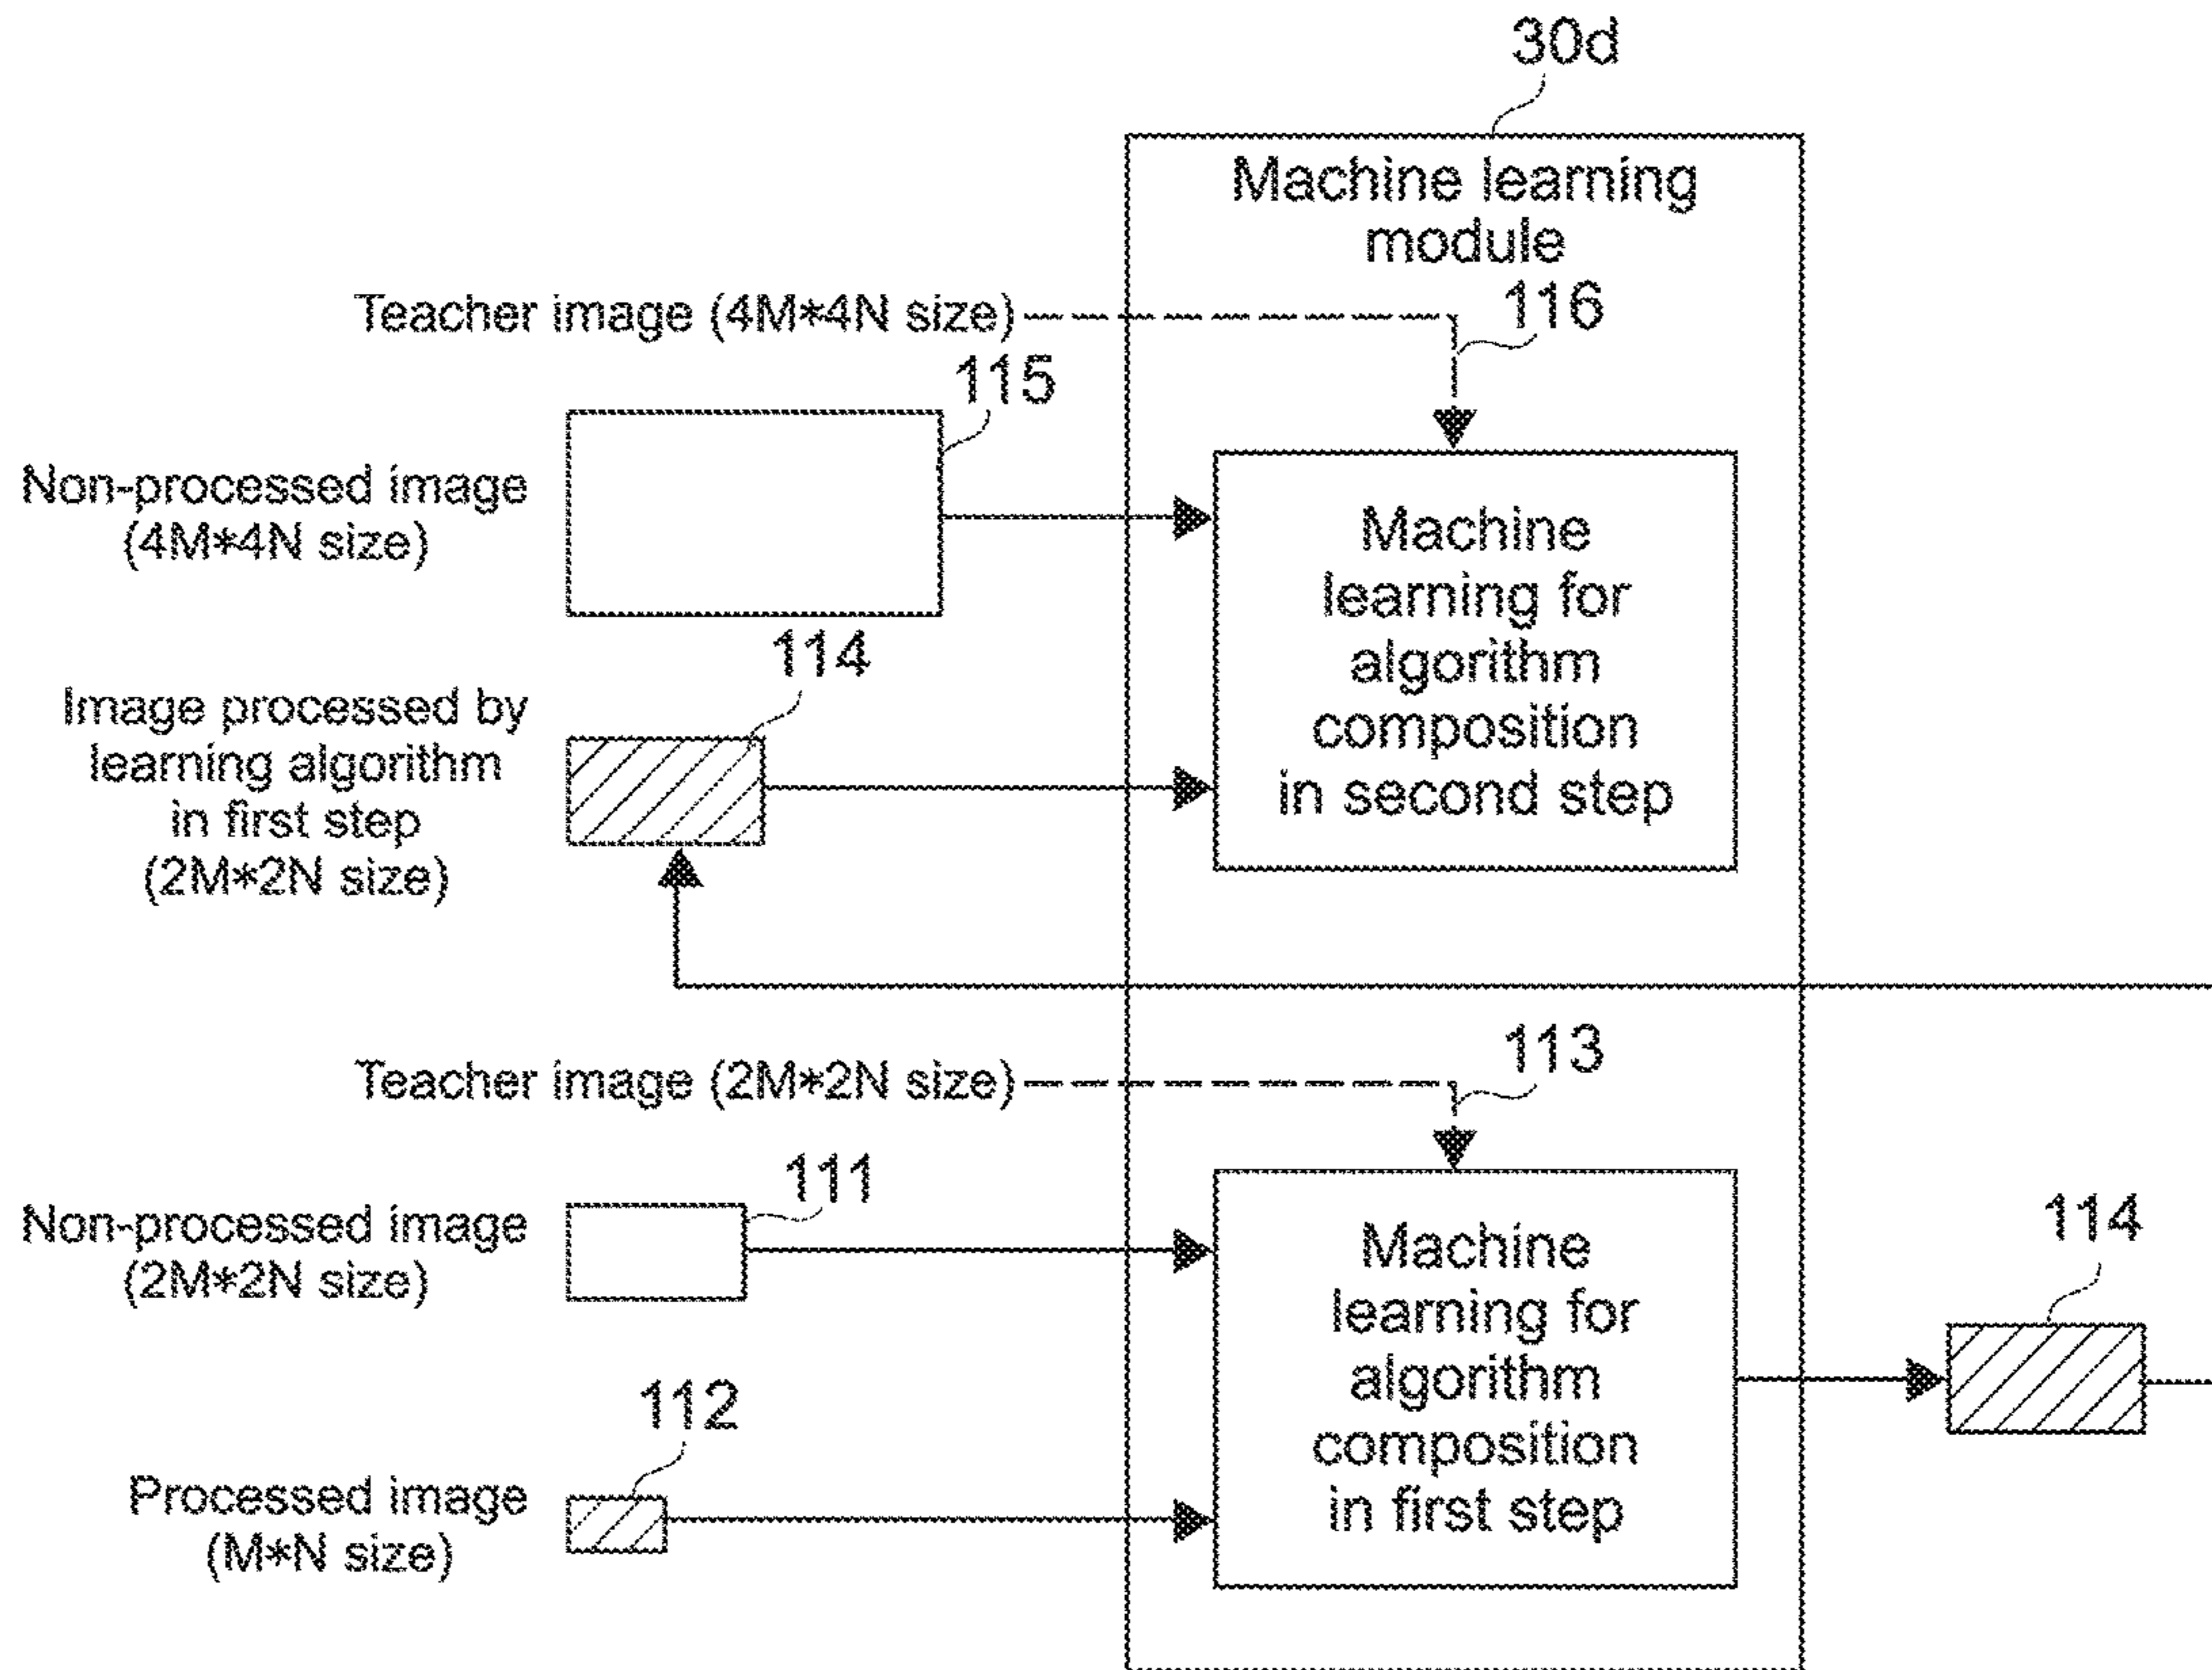 30d
Machine learning
module
Teacher image (4M*4N size)
116
115
Non-processed image
(4M*4N size)
Machine
learning for
algorithm
composition
in second step
114
Image processed by
learning algorithm
in first step
(2M*2N size)
Teacher image (2M*2N size)
113
111
Non-processed image
(2M*2N size)
Machine
learning for
algorithm
composition
in first step
114
112
Processed image
(M*N size)